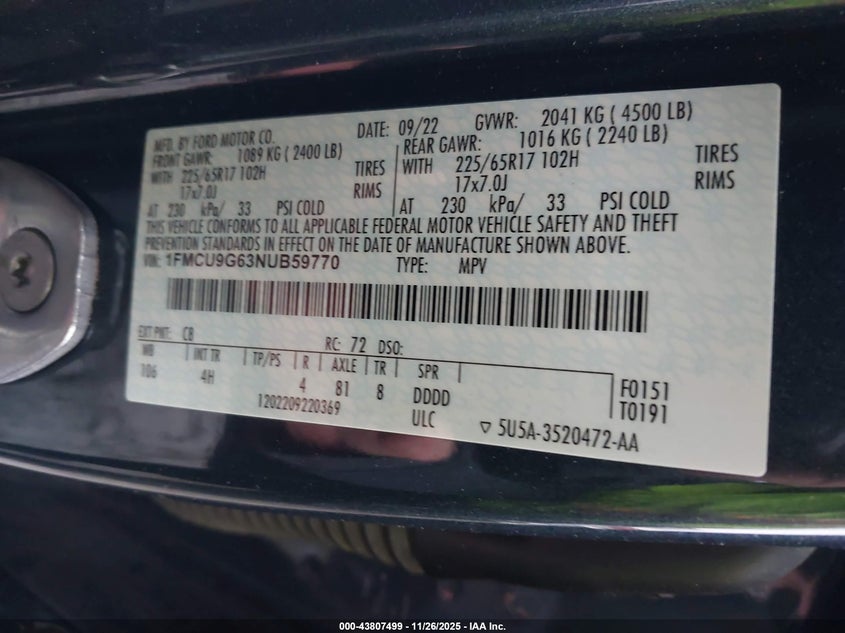 MFD. BY FORD MOTOR CO. DATE: 09/22 GVWR: 2041 KG ( 4500 LB)
FRONT GAWR: 1089 KG ( 2400 LB) REAR GAWR: 1016 KG ( 2240 LB)
WITH 225/65R17 102H TIRES WITH 225/65R17 102H TIRES
17x7.0J RIMS 17x7.0J RIMS
AT 230 kPa/ 33 PSI COLD AT 230 kPa/ 33 PSI COLD
THIS VEHICLE CONFORMS TO ALL APPLICABLE FEDERAL MOTOR VEHICLE SAFETY AND THEFT
PREVENTION STANDARDS IN EFFECT ON THE DATE OF MANUFACTURE SHOWN ABOVE.
VIN: 1FMCU9G63NUB59770 TYPE: MPV
EXT PNT: CB RC: 72 DSO:
WB INT TR TP/PS R AXLE TR SPR
106 4H 4 81 8 DDDD F0151
1202209220369 ULC T0191
▽ 5U5A-3520472-AA
000-43807499 - 11/26/2025 - IAA Inc.